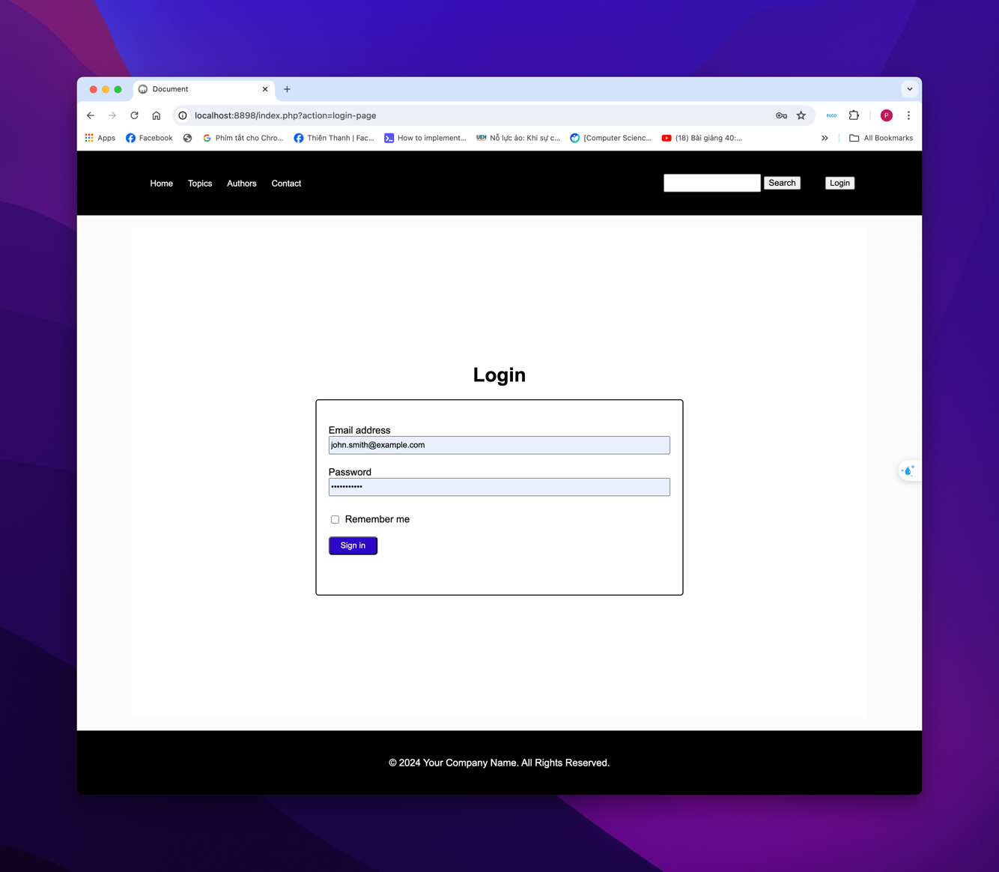 Document
localhost:8898/index.php?action=login-page
PUGO
P
Apps
Facebook
Phím tắt cho Chro...
Thiên Thanh | Fac...
How to implement...
UEH
Nỗ lực ảo: Khi sự c...
[Computer Scienc...
(18) Bài giảng 40:...
All Bookmarks
Home
Topics
Authors
Contact
Search
Login
Login
Email address
john.smith@example.com
Password
•••••••••••
Remember me
Sign in
© 2024 Your Company Name. All Rights Reserved.